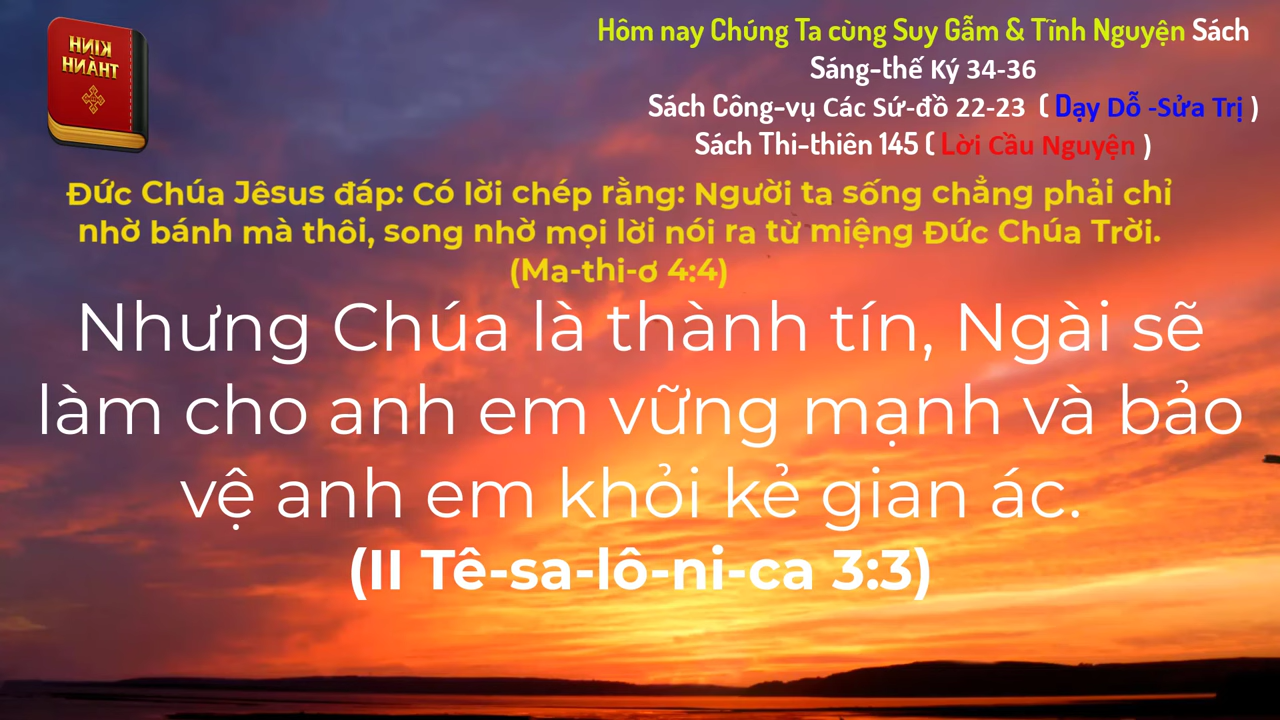 KINH
THÀNH
Hôm nay Chúng Ta cùng Suy Gẫm & Tĩnh Nguyện Sách
Sáng-thế Ký 34-36
Sách Công-vụ Các Sứ-đồ 22-23 ( Dạy Dỗ -Sửa Trị )
Sách Thi-thiên 145 ( Lời Cầu Nguyện )
Đức Chúa Jêsus đáp: Có lời chép rằng: Người ta sống chẳng phải chỉ
nhờ bánh mà thôi, song nhờ mọi lời nói ra từ miệng Đức Chúa Trời.
(Ma-thi-ơ 4:4)
Nhưng Chúa là thành tín, Ngài sẽ
làm cho anh em vững mạnh và bảo
vệ anh em khỏi kẻ gian ác.
(II Tê-sa-lô-ni-ca 3:3)